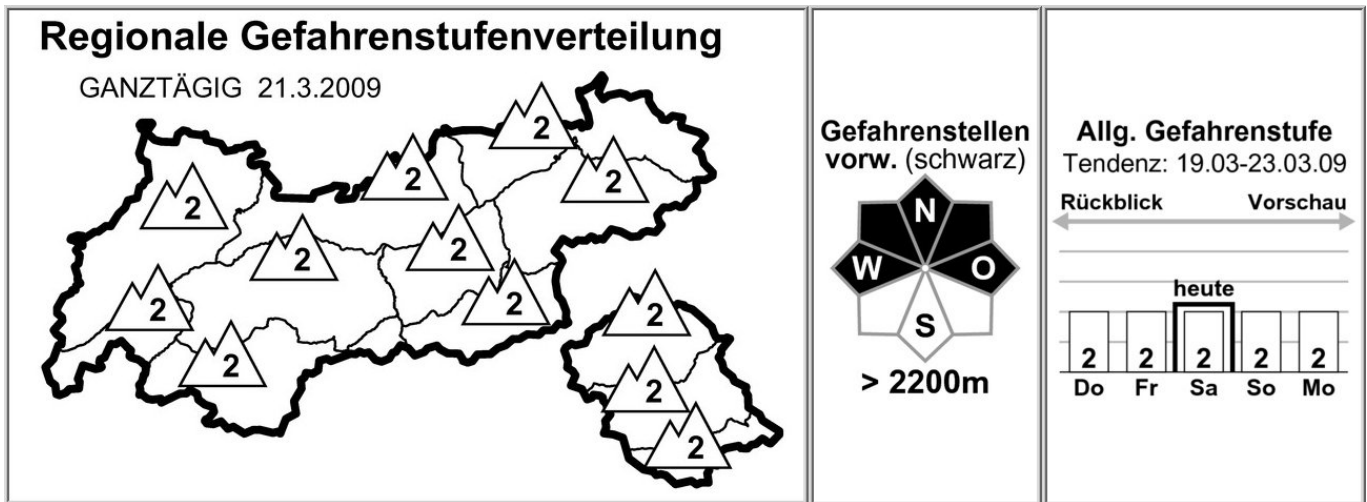 Regionale Gefahrenstufenverteilung
GANZTÄGIG 21.3.2009
2
2
2
2
2
2
2
2
2
2
2
2
2
Gefahrenstellen
vorw. (schwarz)
N
W O
S
> 2200m
Allg. Gefahrenstufe
Tendenz: 19.03-23.03.09
Rückblick Vorschau
heute
2 2 2 2 2
Do Fr Sa So Mo